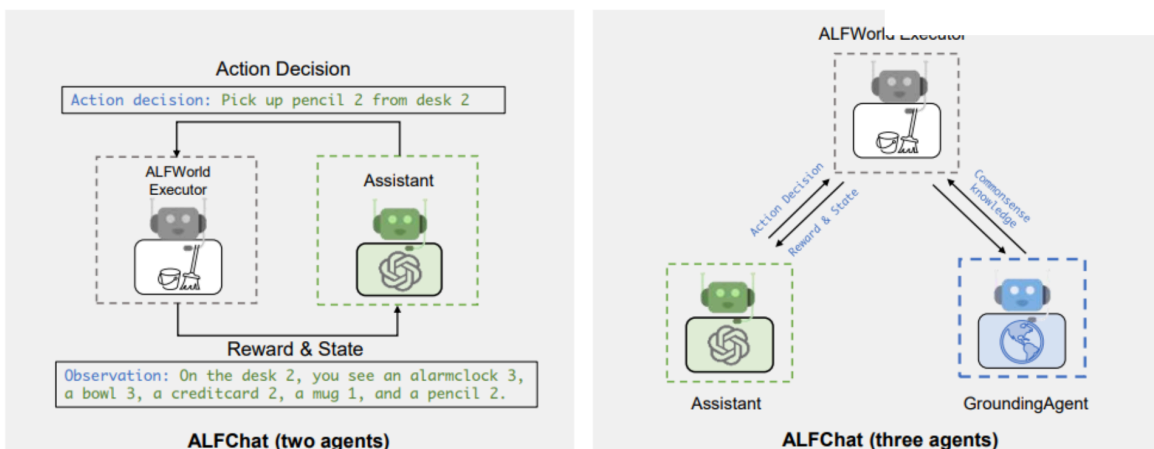 Action Decision
Action decision: Pick up pencil 2 from desk 2
ALFWorld
Executor
Assistant
Reward & State
Observation: On the desk 2, you see an alarmclock 3,
a bowl 3, a creditcard 2, a mug 1, and a pencil 2.
ALFChat (two agents)
ALFWorld Executor
Action Decision
Reward & State
Commonsense
knowledge
Assistant
GroundingAgent
ALFChat (three agents)